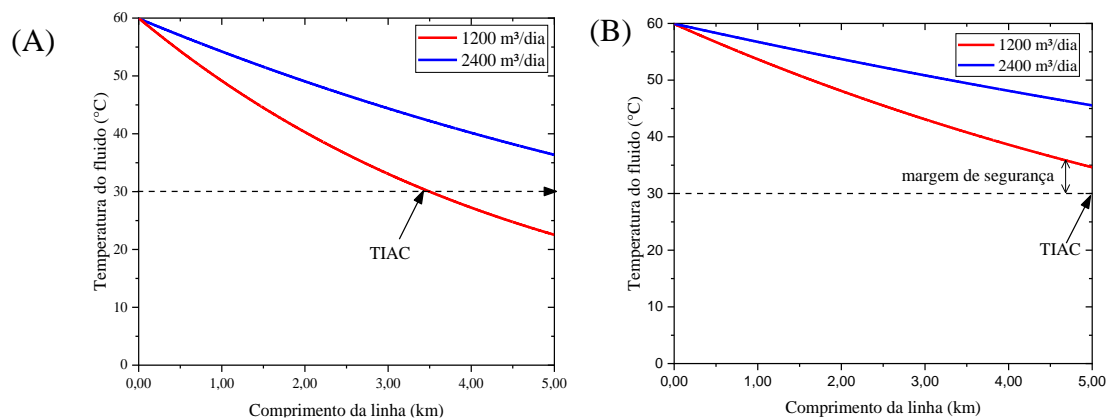 (A)
Temperatura do fluido (°C)
60
50
40
30
20
10
0
1200 m³/dia
2400 m³/dia
TIAC
0,00
1,00
2,00
3,00
4,00
5,00
Comprimento da linha (km)
(B)
Temperatura do fluido (°C)
60
50
40
30
20
10
0
1200 m³/dia
2400 m³/dia
margem de segurança
TIAC
0,00
1,00
2,00
3,00
4,00
5,00
Comprimento da linha (km)